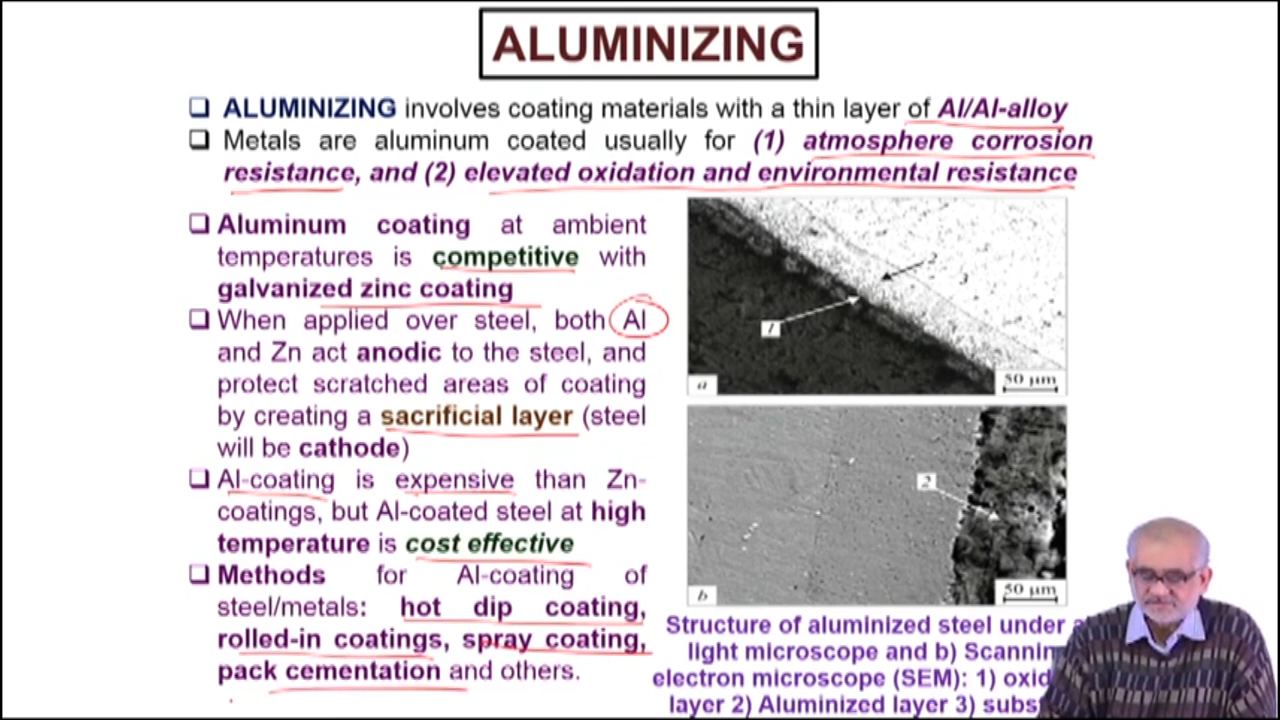 ALUMINIZING
ALUMINIZING involves coating materials with a thin layer of Al/Al-alloy
Metals are aluminum coated usually for (1) atmosphere corrosion
resistance, and (2) elevated oxidation and environmental resistance
Aluminum coating at ambient
temperatures is competitive with
galvanized zinc coating
When applied over steel, both Al
and Zn act anodic to the steel, and
protect scratched areas of coating
by creating a sacrificial layer (steel
will be cathode)
Al-coating is expensive than Zn-
coatings, but Al-coated steel at high
temperature is cost effective
Methods for Al-coating of
steel/metals: hot dip coating,
rolled-in coatings, spray coating,
pack cementation and others.
2
3
1
a
50 µm
2
b
50 µm
Structure of aluminized steel under
light microscope and b)
electron microscope (SEM): 1)
layer 2) Aluminized layer 3)